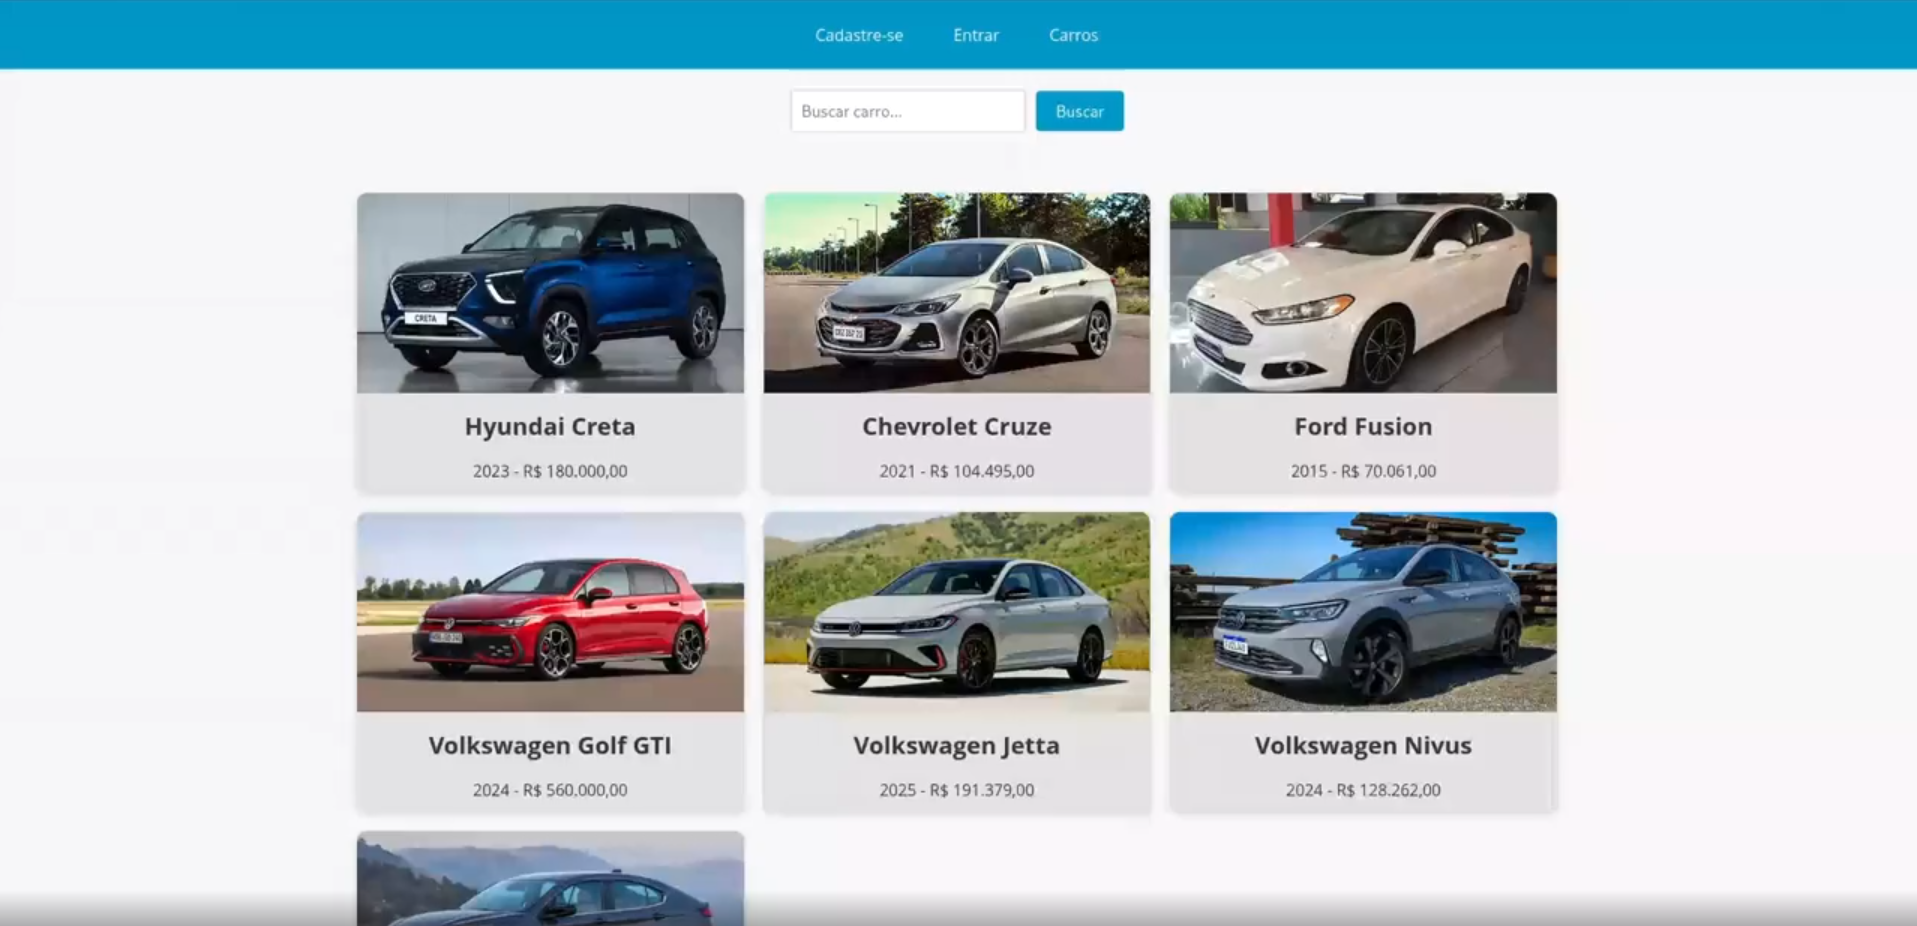 Cadastre-se Entrar Carros
Buscar carro... Buscar
CRETA
Hyundai Creta Chevrolet Cruze Ford Fusion
2023 - R$ 180.000,00 2021 - R$ 104.495,00 2015 - R$ 70.061,00
Volkswagen Golf GTI Volkswagen Jetta Volkswagen Nivus
2024 - R$ 560.000,00 2025 - R$ 191.379,00 2024 - R$ 128.262,00